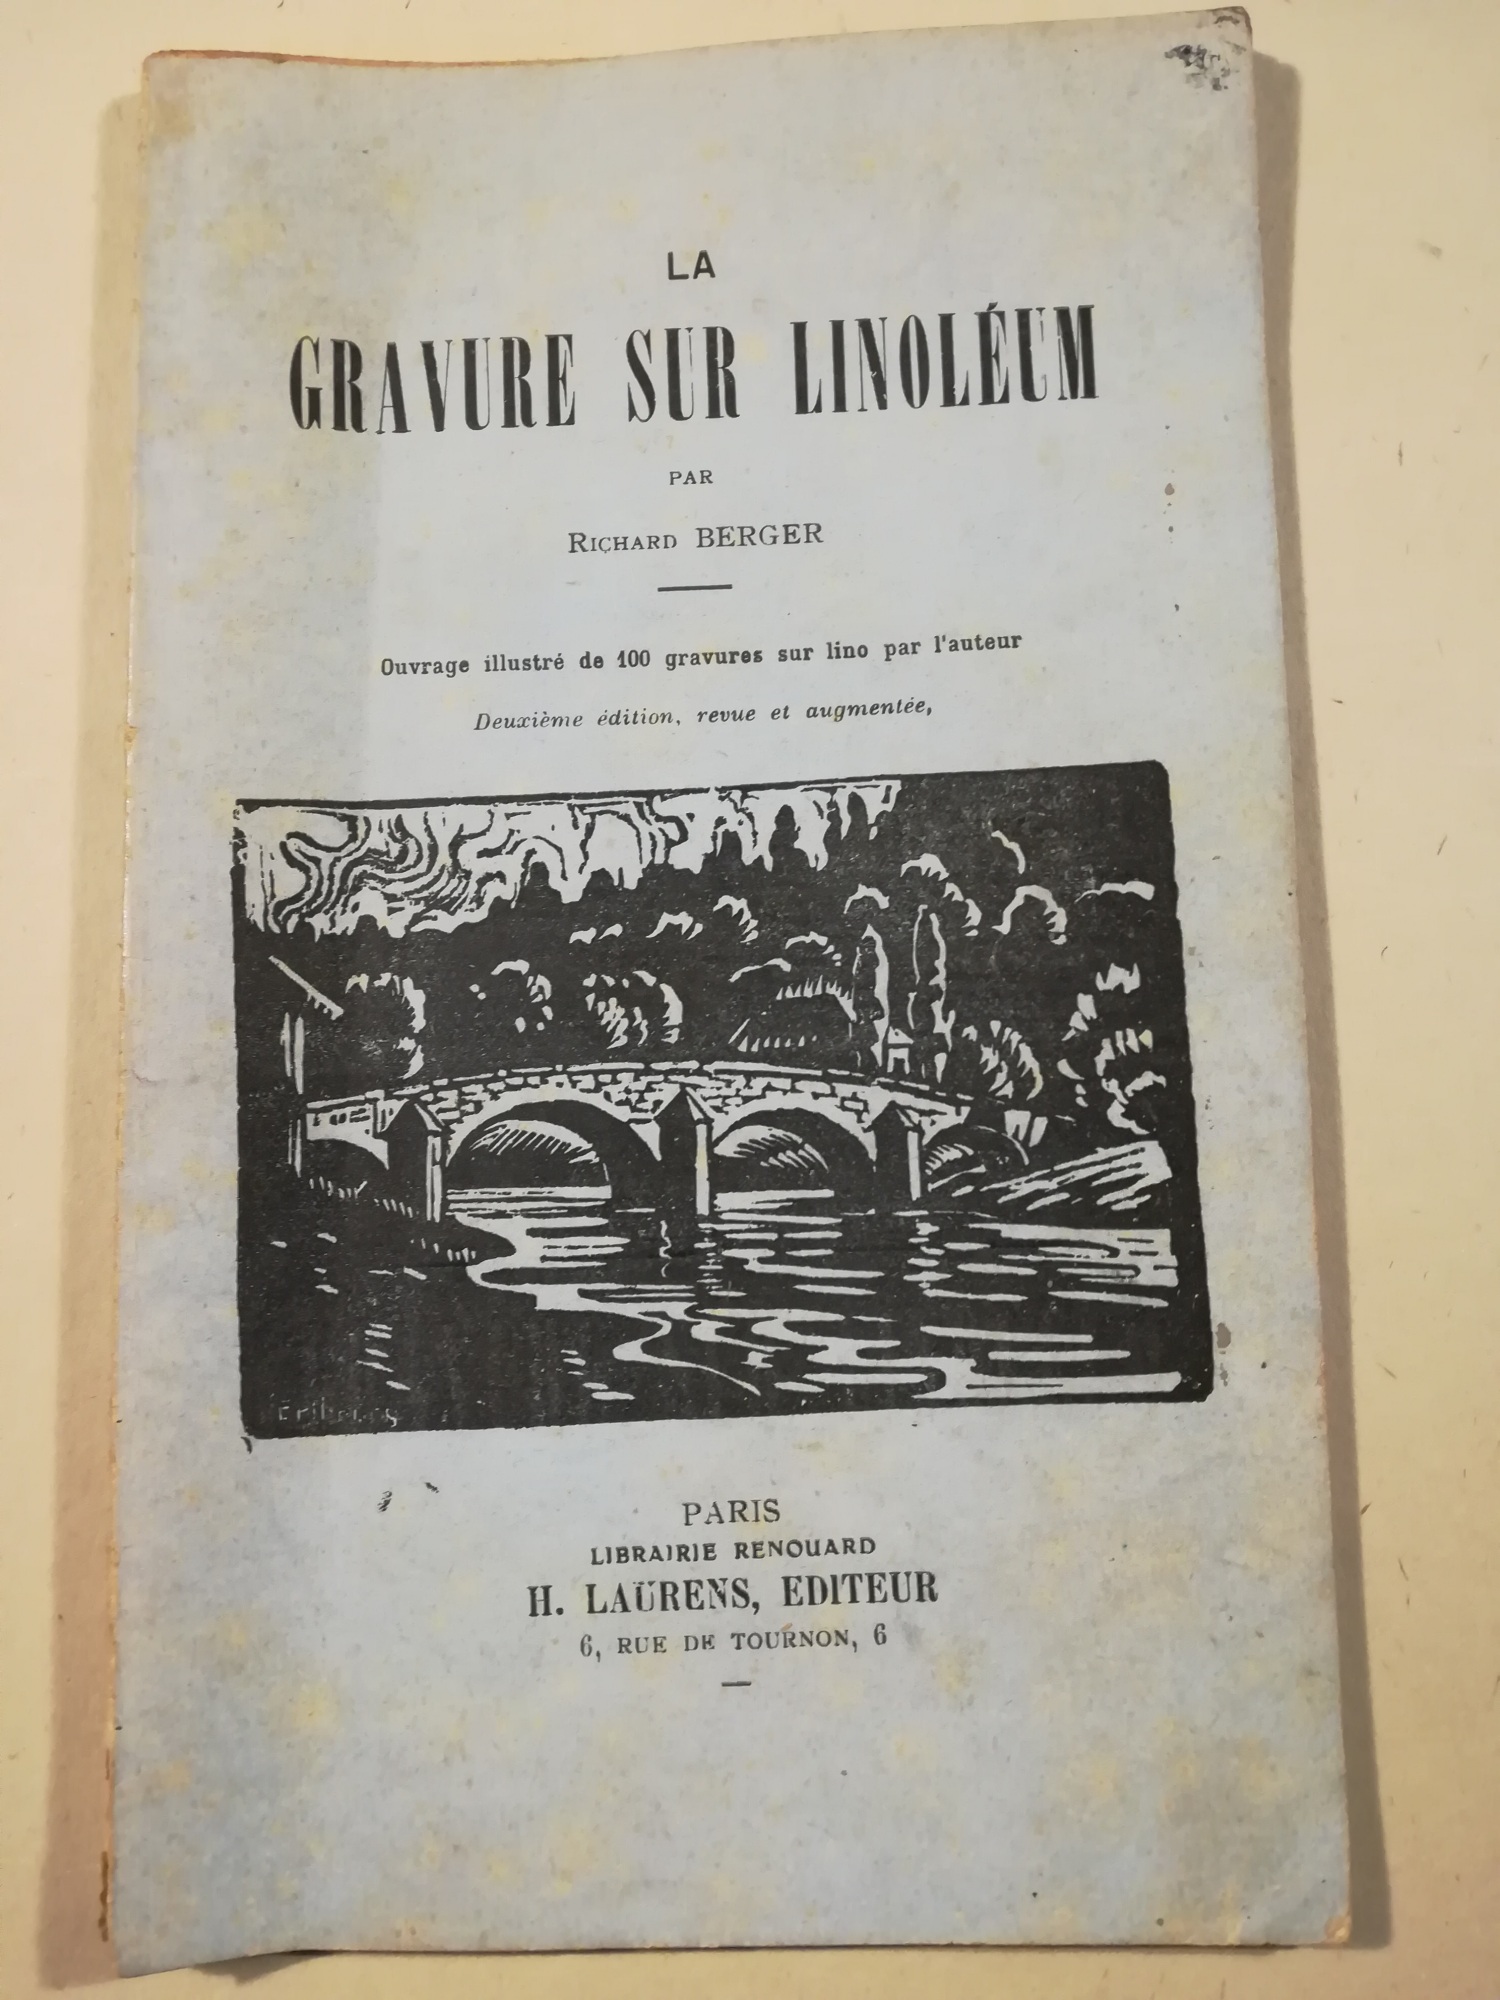 LA
GRAVURE SUR LINOLÉUM
PAR
RICHARD BERGER
Ouvrage illustré de 100 gravures sur lino par l'auteur
Deuxième édition, revue et augmentée,
PARIS
LIBRAIRIE RENOUARD
H. LAURENS, EDITEUR
6, RUE DE TOURNON, 6